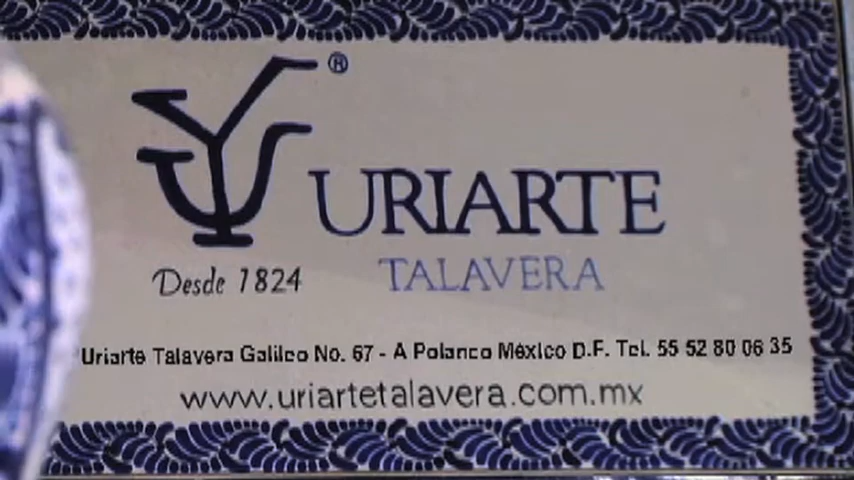 ®
URIARTE
Desde 1824
TALAVERA
Uriarte Talavera Galileo No. 67 - A Polanco México D.F. Tel. 55 52 80 06 35
www.uriartetalavera.com.mx